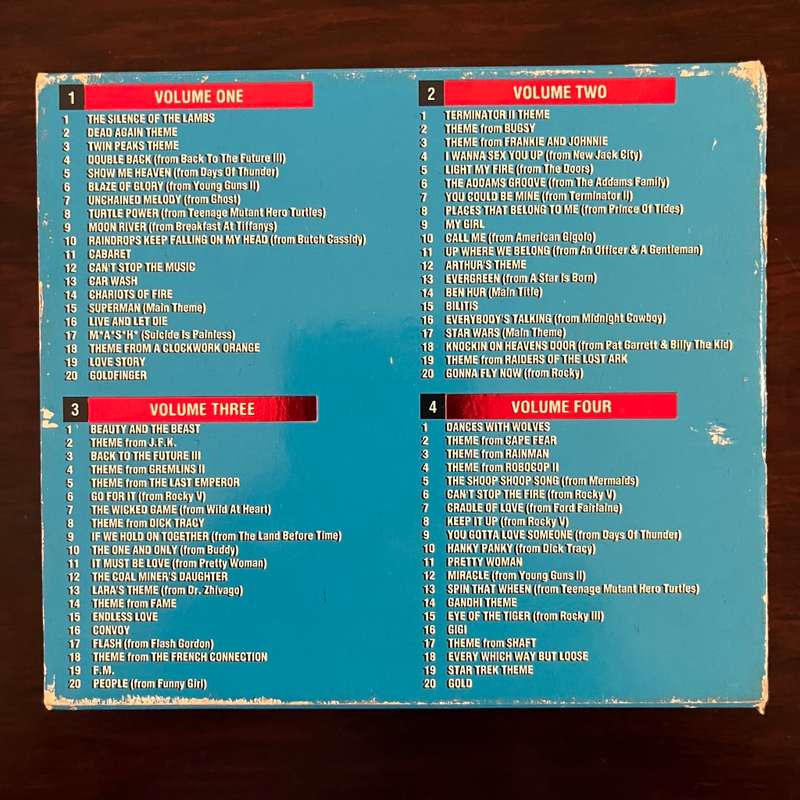 1 VOLUME ONE
1 THE SILENCE OF THE LAMBS
2 DEAD AGAIN THEME
3 TWIN PEAKS THEME
4 DOUBLE BACK (from Back To The Future III)
5 SHOW ME HEAVEN (from Days Of Thunder)
6 BLAZE OF GLORY (from Young Guns II)
7 UNCHAINED MELODY (from Ghost)
8 TURTLE POWER (from Teenage Mutant Hero Turtles)
9 MOON RIVER (from Breakfast At Tiffanys)
10 RAINDROPS KEEP FALLING ON MY HEAD (from Butch Cassidy)
11 CABARET
12 CAN'T STOP THE MUSIC
13 CAR WASH
14 CHARIOTS OF FIRE
15 SUPERMAN (Main Theme)
16 LIVE AND LET DIE
17 M*A*S*H* (Suicide Is Painless)
18 THEME FROM A CLOCKWORK ORANGE
19 LOVE STORY
20 GOLDFINGER
2 VOLUME TWO
1 TERMINATOR II THEME
2 THEME from BUGSY
3 THEME from FRANKIE AND JOHNNIE
4 I WANNA SEX YOU UP (from New Jack City)
5 LIGHT MY FIRE (from The Doors)
6 THE ADDAMS GROOVE (from The Addams Family)
7 YOU COULD BE MINE (from Terminator II)
8 PLACES THAT BELONG TO ME (from Prince Of Tides)
9 MY GIRL
10 CALL ME (from American Gigolo)
11 UP WHERE WE BELONG (from An Officer & A Gentleman)
12 ARTHUR'S THEME
13 EVERGREEN (from A Star Is Born)
14 BEN HUR (Main Title)
15 BILITIS
16 EVERYBODY'S TALKING (from Midnight Cowboy)
17 STAR WARS (Main Theme)
18 KNOCKIN ON HEAVENS DOOR (from Pat Garrett & Billy The Kid)
19 THEME from RAIDERS OF THE LOST ARK
20 GONNA FLY NOW (from Rocky)
3 VOLUME THREE
1 BEAUTY AND THE BEAST
2 THEME from J.F.K.
3 BACK TO THE FUTURE III
4 THEME from GREMLINS II
5 THEME from THE LAST EMPEROR
6 GO FOR IT (from Rocky V)
7 THE WICKED GAME (from Wild At Heart)
8 THEME from DICK TRACY
9 IF WE HOLD ON TOGETHER (from The Land Before Time)
10 THE ONE AND ONLY (from Buddy)
11 IT MUST BE LOVE (from Pretty Woman)
12 THE COAL MINER'S DAUGHTER
13 LARA'S THEME (from Dr. Zhivago)
14 THEME from FAME
15 ENDLESS LOVE
16 CONVOY
17 FLASH (from Flash Gordon)
18 THEME from THE FRENCH CONNECTION
19 F.M.
20 PEOPLE (from Funny Girl)
4 VOLUME FOUR
1 DANCES WITH WOLVES
2 THEME from CAPE FEAR
3 THEME from RAINMAN
4 THEME from ROBOCOP II
5 THE SHOOP SHOOP SONG (from Mermaids)
6 CAN'T STOP THE FIRE (from Rocky V)
7 CRADLE OF LOVE (from Ford Fairlaine)
8 KEEP IT UP (from Rocky V)
9 YOU GOTTA LOVE SOMEONE (from Days Of Thunder)
10 HANKY PANKY (from Dick Tracy)
11 PRETTY WOMAN
12 MIRACLE (from Young Guns II)
13 SPIN THAT WHEEN (from Teenage Mutant Hero Turtles)
14 GANDHI THEME
15 EYE OF THE TIGER (from Rocky III)
16 GIGI
17 THEME from SHAFT
18 EVERY WHICH WAY BUT LOOSE
19 STAR TREK THEME
20 GOLD